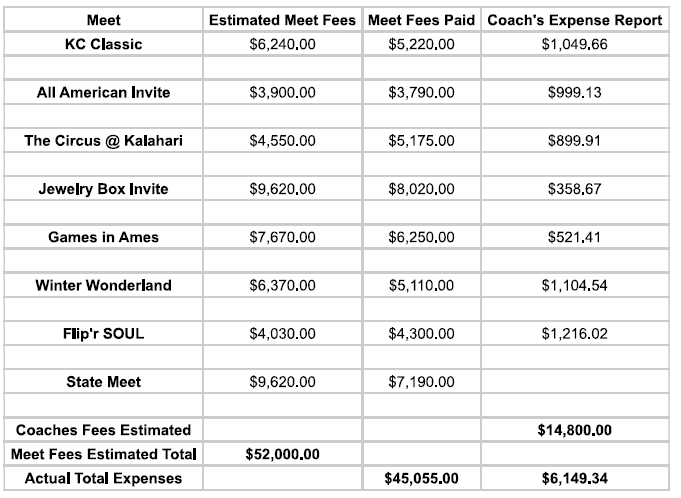 Meet Estimated Meet Fees Meet Fees Paid Coach's Expense Report
KC Classic $6,240.00 $5,220.00 $1,049.66
All American Invite $3,900.00 $3,790.00 $999.13
The Circus @ Kalahari $4,550.00 $5,175.00 $899.91
Jewelry Box Invite $9,620.00 $8,020.00 $358.67
Games in Ames $7,670.00 $6,250.00 $521.41
Winter Wonderland $6,370.00 $5,110.00 $1,104.54
Flip'r SOUL $4,030.00 $4,300.00 $1,216.02
State Meet $9,620.00 $7,190.00
Coaches Fees Estimated $14,800.00
Meet Fees Estimated Total $52,000.00
Actual Total Expenses $45,055.00 $6,149.34